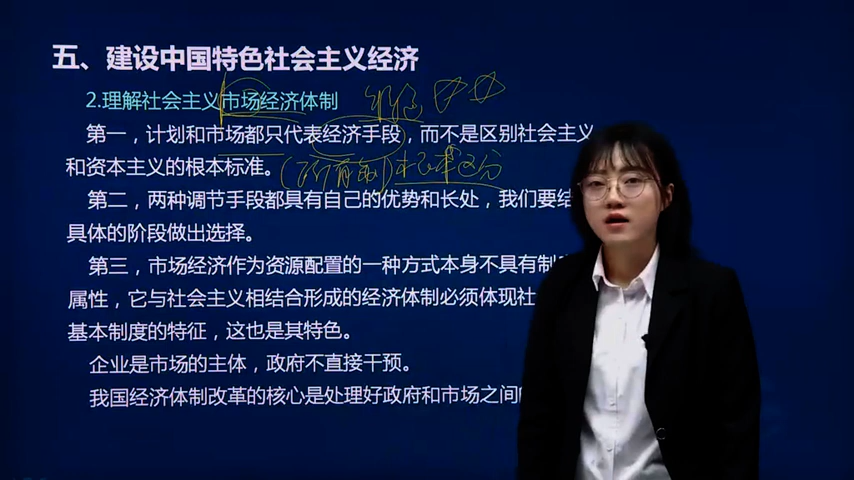 五、建设中国特色社会主义经济
2.理解社会主义市场经济体制
第一，计划和市场都只代表经济手段，而不是区别社会主义
和资本主义的根本标准。（所有制）本质区分
第二，两种调节手段都具有自己的优势和长处，我们要结
具体的阶段做出选择。
第三，市场经济作为资源配置的一种方式本身不具有制
属性，它与社会主义相结合形成的经济体制必须体现社
基本制度的特征，这也是其特色。
企业是市场的主体，政府不直接干预。
我国经济体制改革的核心是处理好政府和市场之间